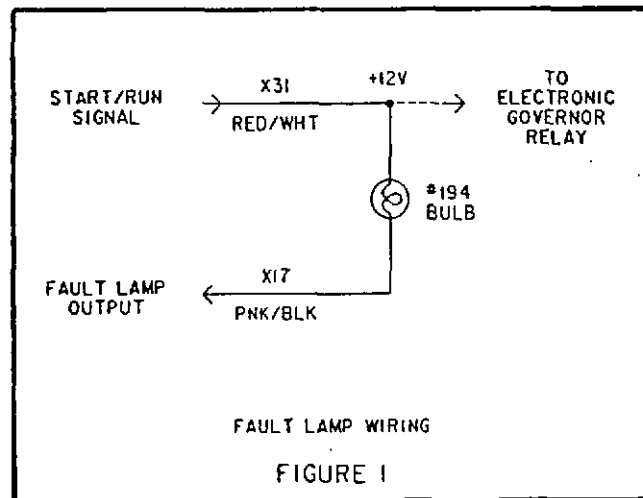 START/RUN
SIGNAL
X31
RED/WHT
+12V
TO
ELECTRONIC
GOVERNOR
RELAY
#194
BULB
FAULT LAMP
OUTPUT
X17
PNK/BLK
FAULT LAMP WIRING
FIGURE 1